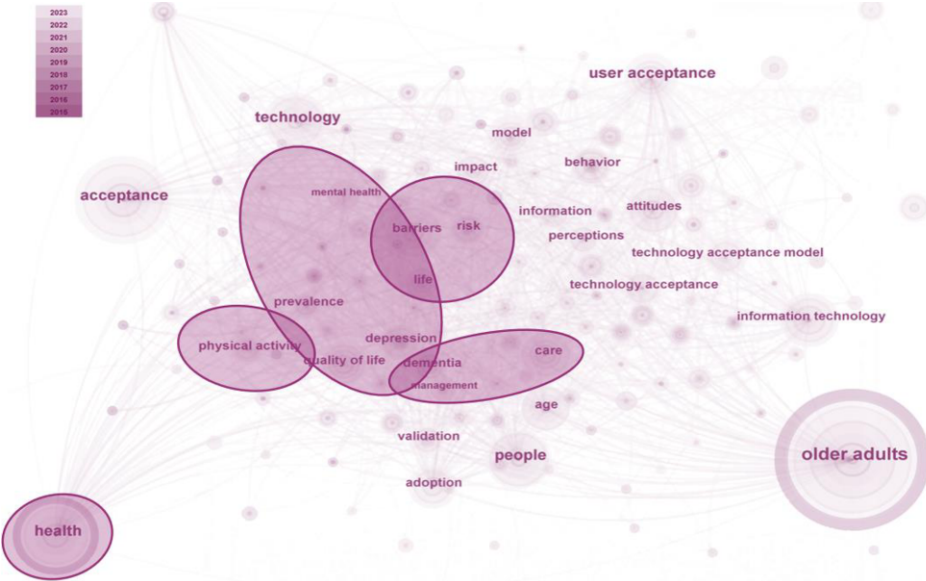 2023
2022
2021
2020
2019
2018
2017
2016
2015
user acceptance
technology
model
behavior
impact
acceptance
mental health
information
attitudes
barriers
risk
perceptions
technology acceptance model
life
technology acceptance
prevalence
information technology
depression
physical activity
care
quality of life
dementia
management
age
validation
people
older adults
adoption
health